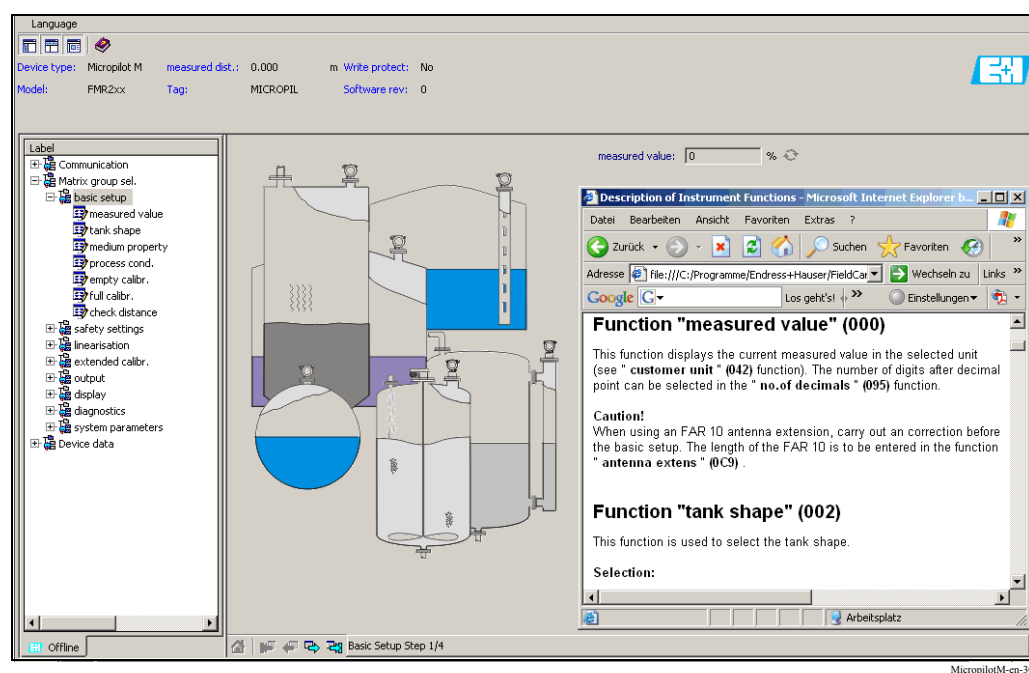 Language
Device type: Micropilot M measured dist.: 0.000 m Write protect: No
Model: FMR2xx Tag: MICROPIL Software rev: 0
E+H
Label
Communication
Matrix group sel.
basic setup
measured value
tank shape
medium property
process cond.
empty calibr.
full calibr.
check distance
safety settings
linearisation
extended calibr.
output
display
diagnostics
system parameters
Device data
Offline
measured value: 0 %
Description of Instrument Functions - Microsoft Internet Explorer b...
Datei Bearbeiten Ansicht Favoriten Extras ?
Zurück Suchen Favoriten »
Adresse file:///C:/Programme/Endress+Hauser/FieldCar Wechseln zu Links »
Google G Los geht's! » Einstellungen
Function "measured value" (000)
This function displays the current measured value in the selected unit
(see " customer unit " (042) function). The number of digits after decimal
point can be selected in the " no.of decimals " (095) function.
Caution!
When using an FAR 10 antenna extension, carry out an correction before
the basic setup. The length of the FAR 10 is to be entered in the function
" antenna extens " (0C9) .
Function "tank shape" (002)
This function is used to select the tank shape.
Selection:
Arbeitsplatz
Basic Setup Step 1/4